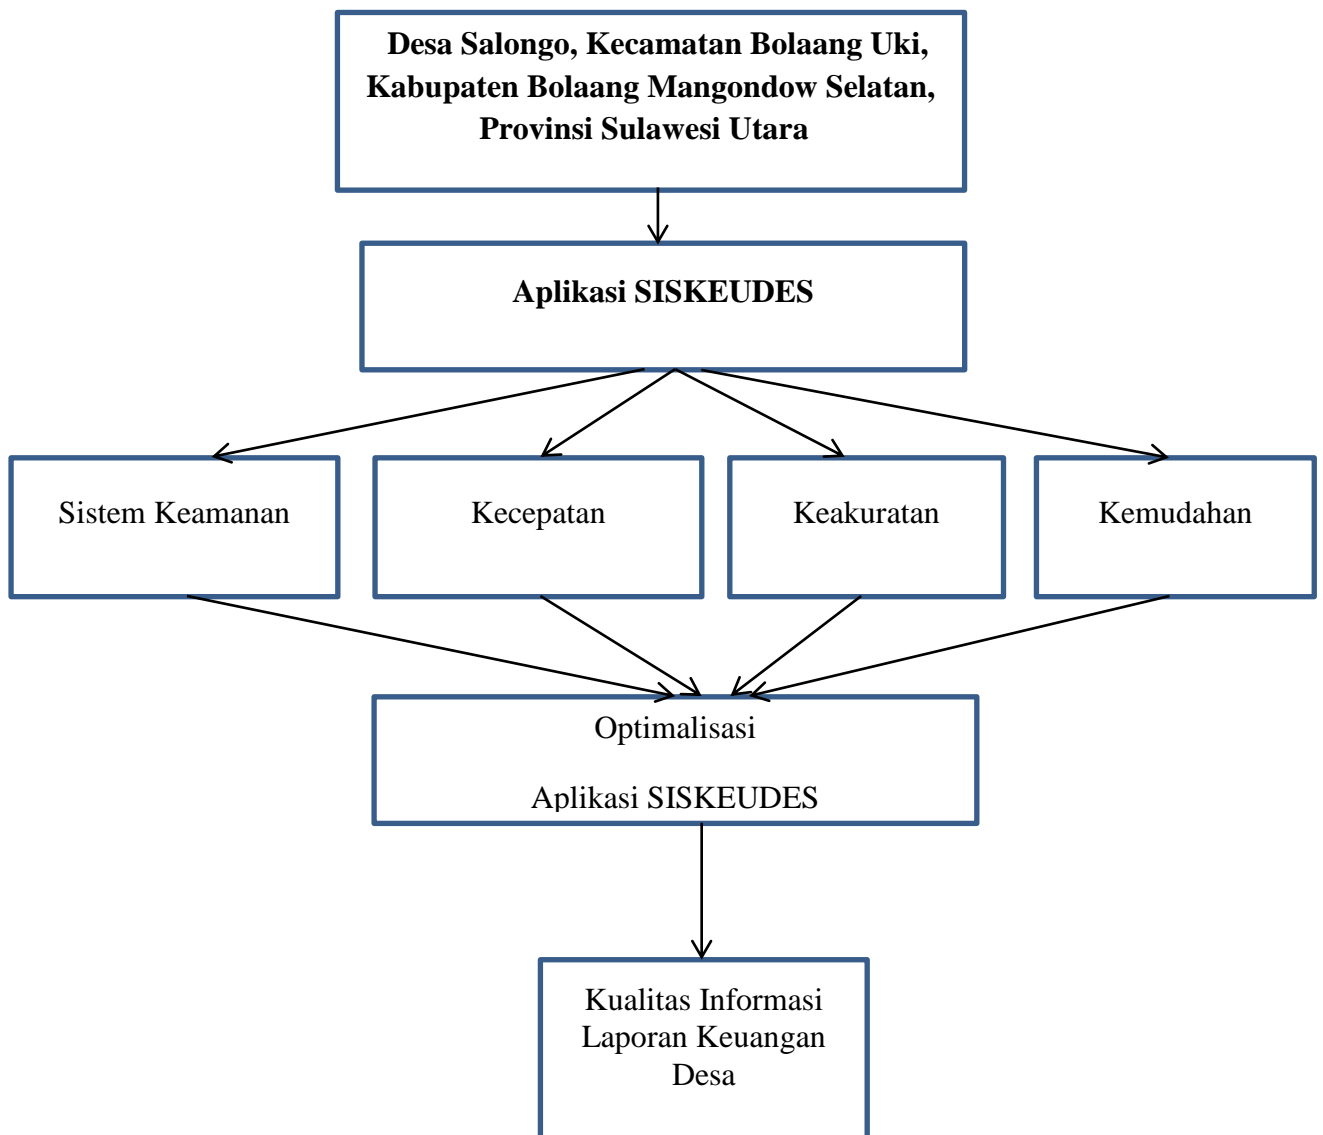 Desa Salongo, Kecamatan Bolaang Uki,
Kabupaten Bolaang Mangondow Selatan,
Provinsi Sulawesi Utara
Aplikasi SISKEUDES
Sistem Keamanan
Kecepatan
Keakuratan
Kemudahan
Optimalisasi
Aplikasi SISKEUDES
Kualitas Informasi
Laporan Keuangan
Desa